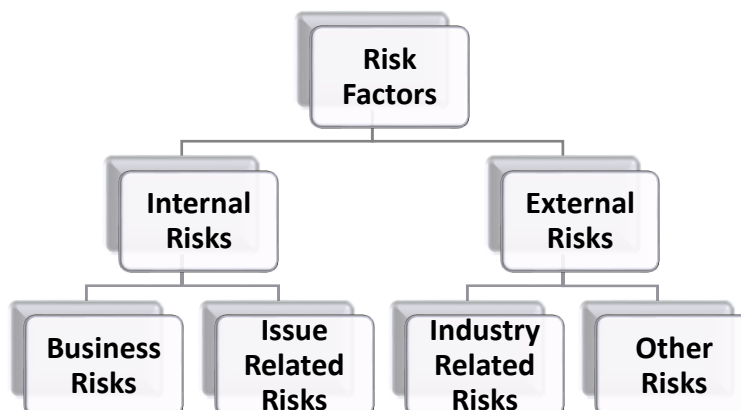 Risk
Factors
Internal
Risks
External
Risks
Business
Risks
Issue
Related
Risks
Industry
Related
Risks
Other
Risks